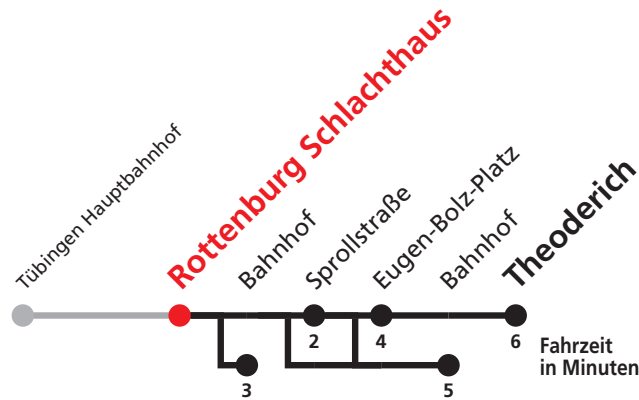 Tübingen Hauptbahnhof
Rottenburg Schlachthaus
Bahnhof
Sprollstraße
Eugen-Bolz-Platz
Bahnhof
Theoderich
2
4
6
Fahrzeit
in Minuten
3
5